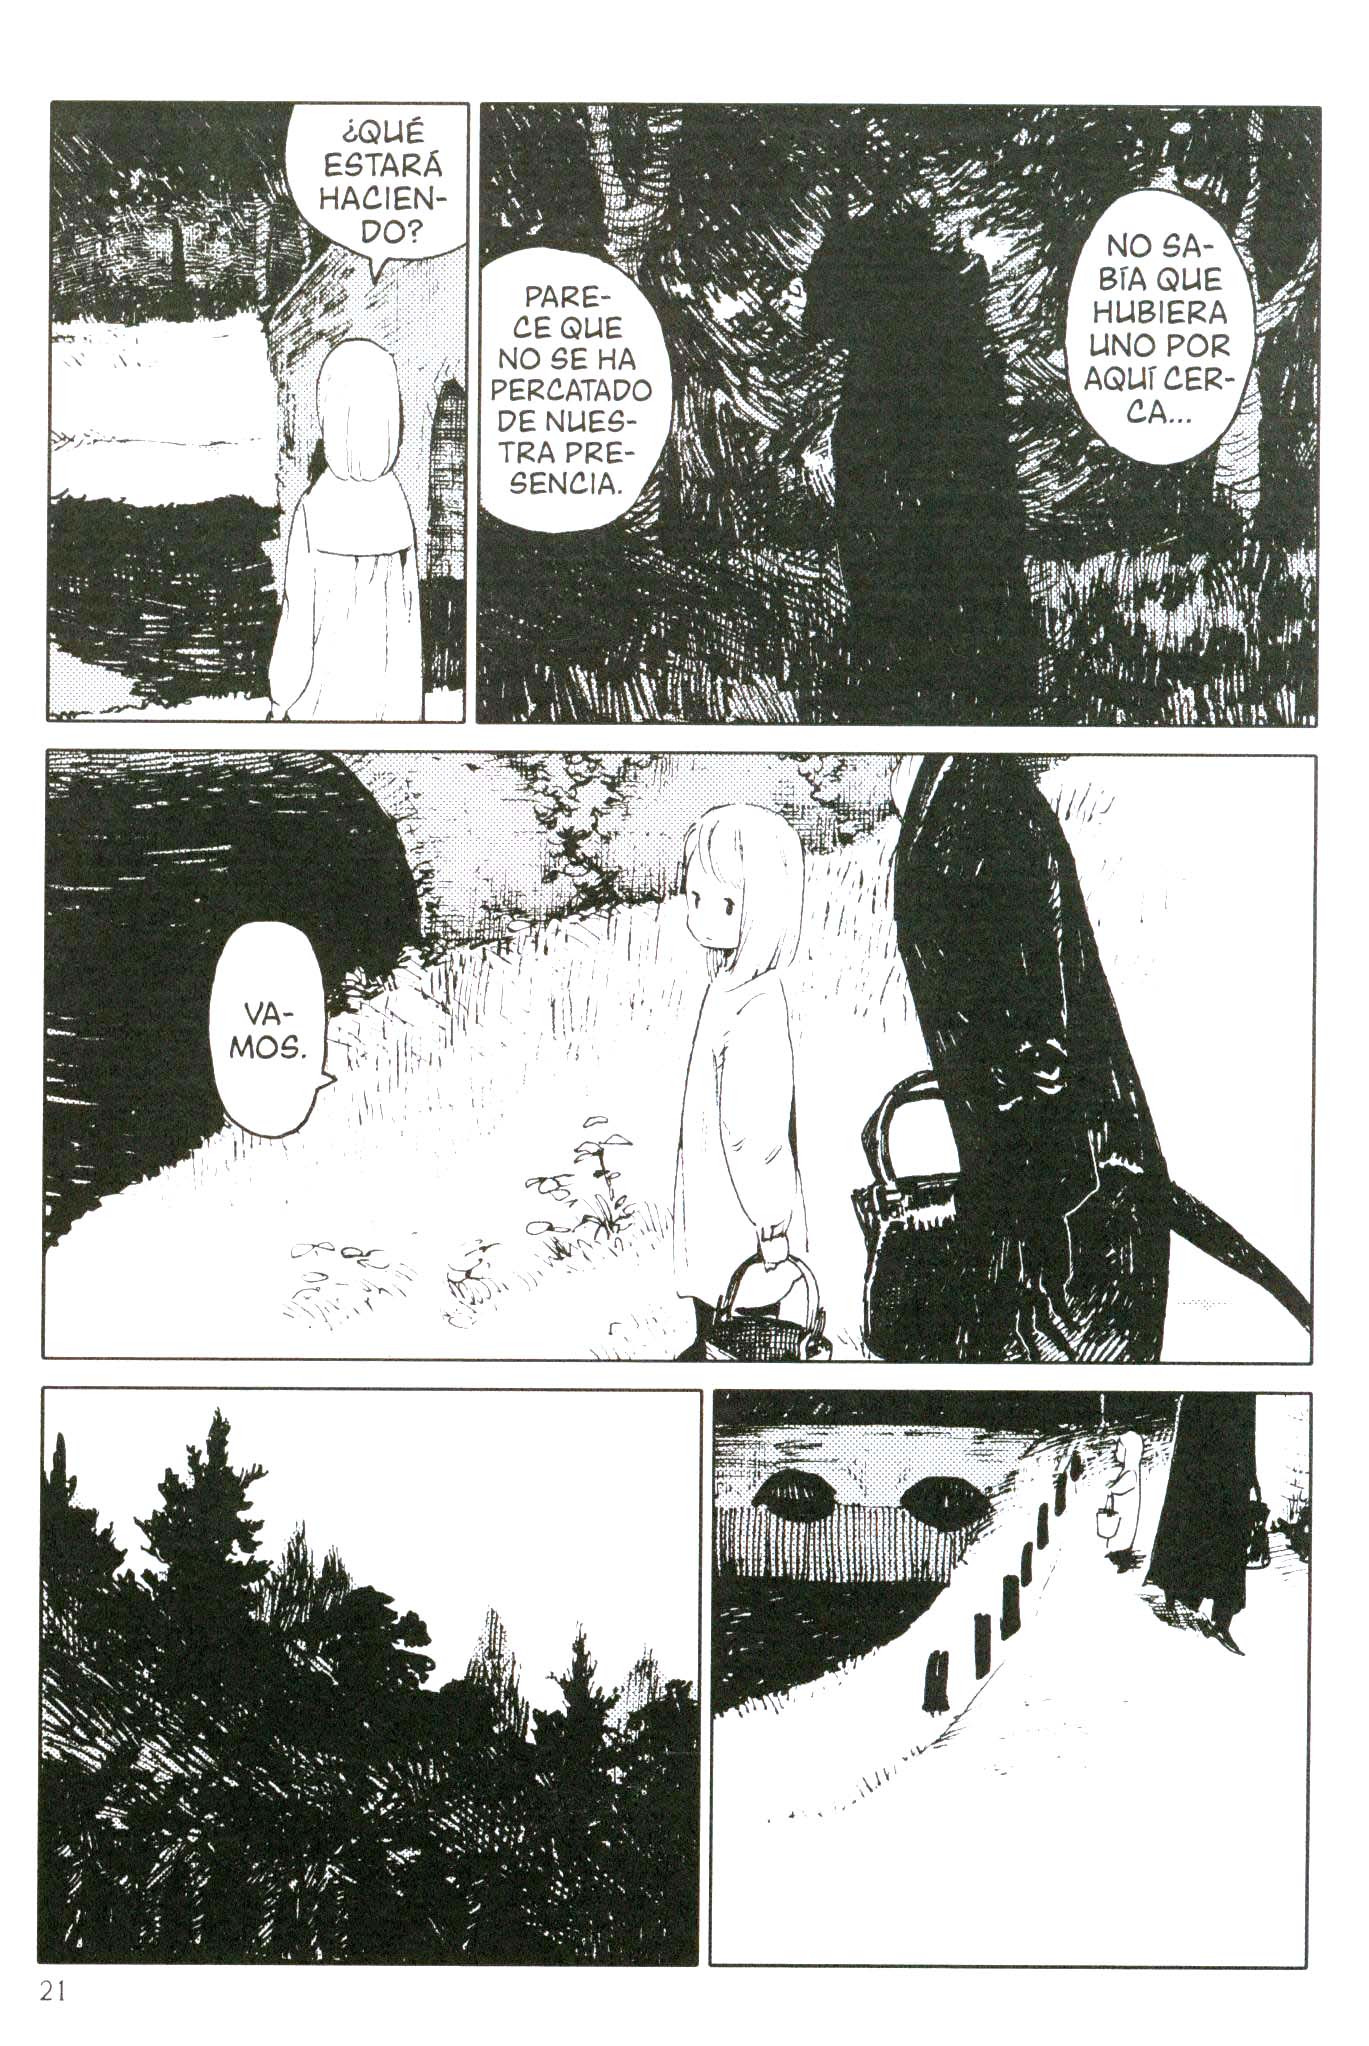 NO SA-
BÍA QUE
HUBIERA
UNO POR
AQUÍ CER-
CA...
PARE-
CE QUE
NO SE HA
PERCATADO
DE NUES-
TRA PRE-
SENCIA.
¿QUÉ
ESTARÁ
HACIEN-
DO?
VA-
MOS.
21